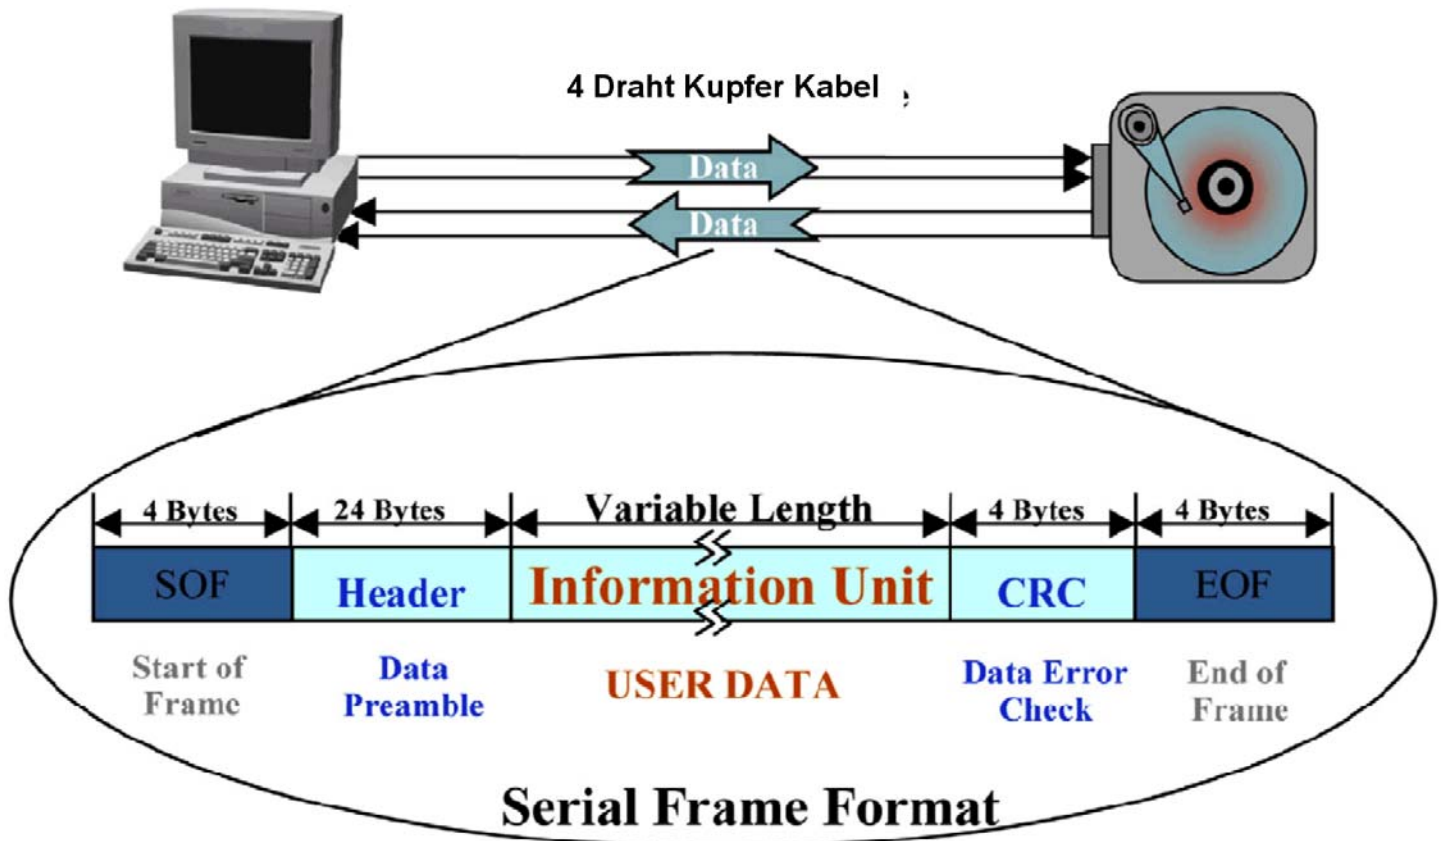 4 Draht Kupfer Kabel
Data
Data
4 Bytes 24 Bytes Variable Length 4 Bytes 4 Bytes
SOF Header Information Unit CRC EOF
Start of Frame
Data Preamble
USER DATA
Data Error Check
End of Frame
Serial Frame Format